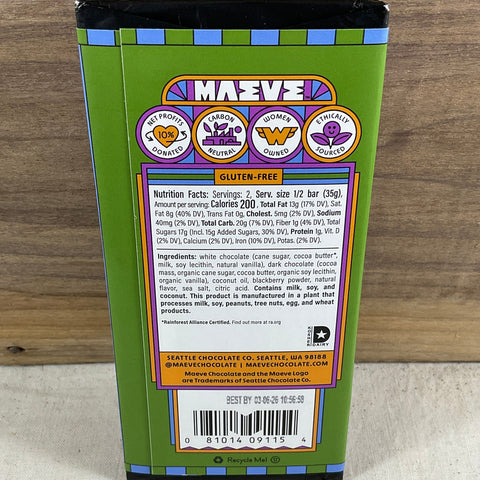 MAEVE
NET PROFITS 10% DONATED
CARBON NEUTRAL
WOMEN W OWNED
ETHICALLY SOURCED
GLUTEN-FREE
Nutrition Facts: Servings: 2, Serv. size 1/2 bar (35g),
Amount per serving: Calories 200, Total Fat 13g (17% DV), Sat.
Fat 8g (40% DV), Trans Fat 0g, Cholest. 5mg (2% DV), Sodium
40mg (2% DV), Total Carb. 20g (7% DV), Fiber 1g (4% DV), Total
Sugars 17g (Incl. 15g Added Sugars, 30% DV), Protein 1g, Vit. D
(2% DV), Calcium (2% DV), Iron (10% DV), Potas. (2% DV).
Ingredients: white chocolate (cane sugar, cocoa butter*,
milk, soy lecithin, natural vanilla), dark chocolate (cocoa
mass, organic cane sugar, cocoa butter, organic soy lecithin,
organic vanilla), coconut oil, blackberry powder, natural
flavor, sea salt, citric acid. Contains milk, soy, and
coconut. This product is manufactured in a plant that
processes milk, soy, peanuts, tree nuts, egg, and wheat
products.
*Rainforest Alliance Certified. Find out more at ra.org
D
DAIRY
SEATTLE CHOCOLATE CO. SEATTLE, WA 98188
@MAEVECHOCOLATE | MAEVECHOCOLATE.COM
Maeve Chocolate and the Maeve Logo
are Trademarks of Seattle Chocolate Co.
BEST BY 03-06-26 10:56:58
0 81014 09115 4
Recycle Me!